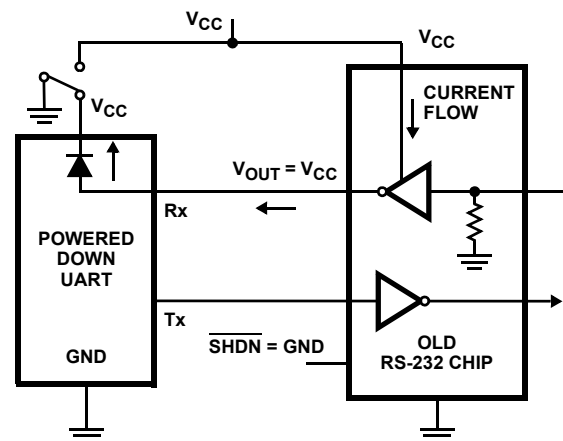 VCC
VCC
VCC
CURRENT
FLOW
VOUT = VCC
Rx
POWERED
DOWN
UART
Tx
SHDN = GND
GND
OLD
RS-232 CHIP